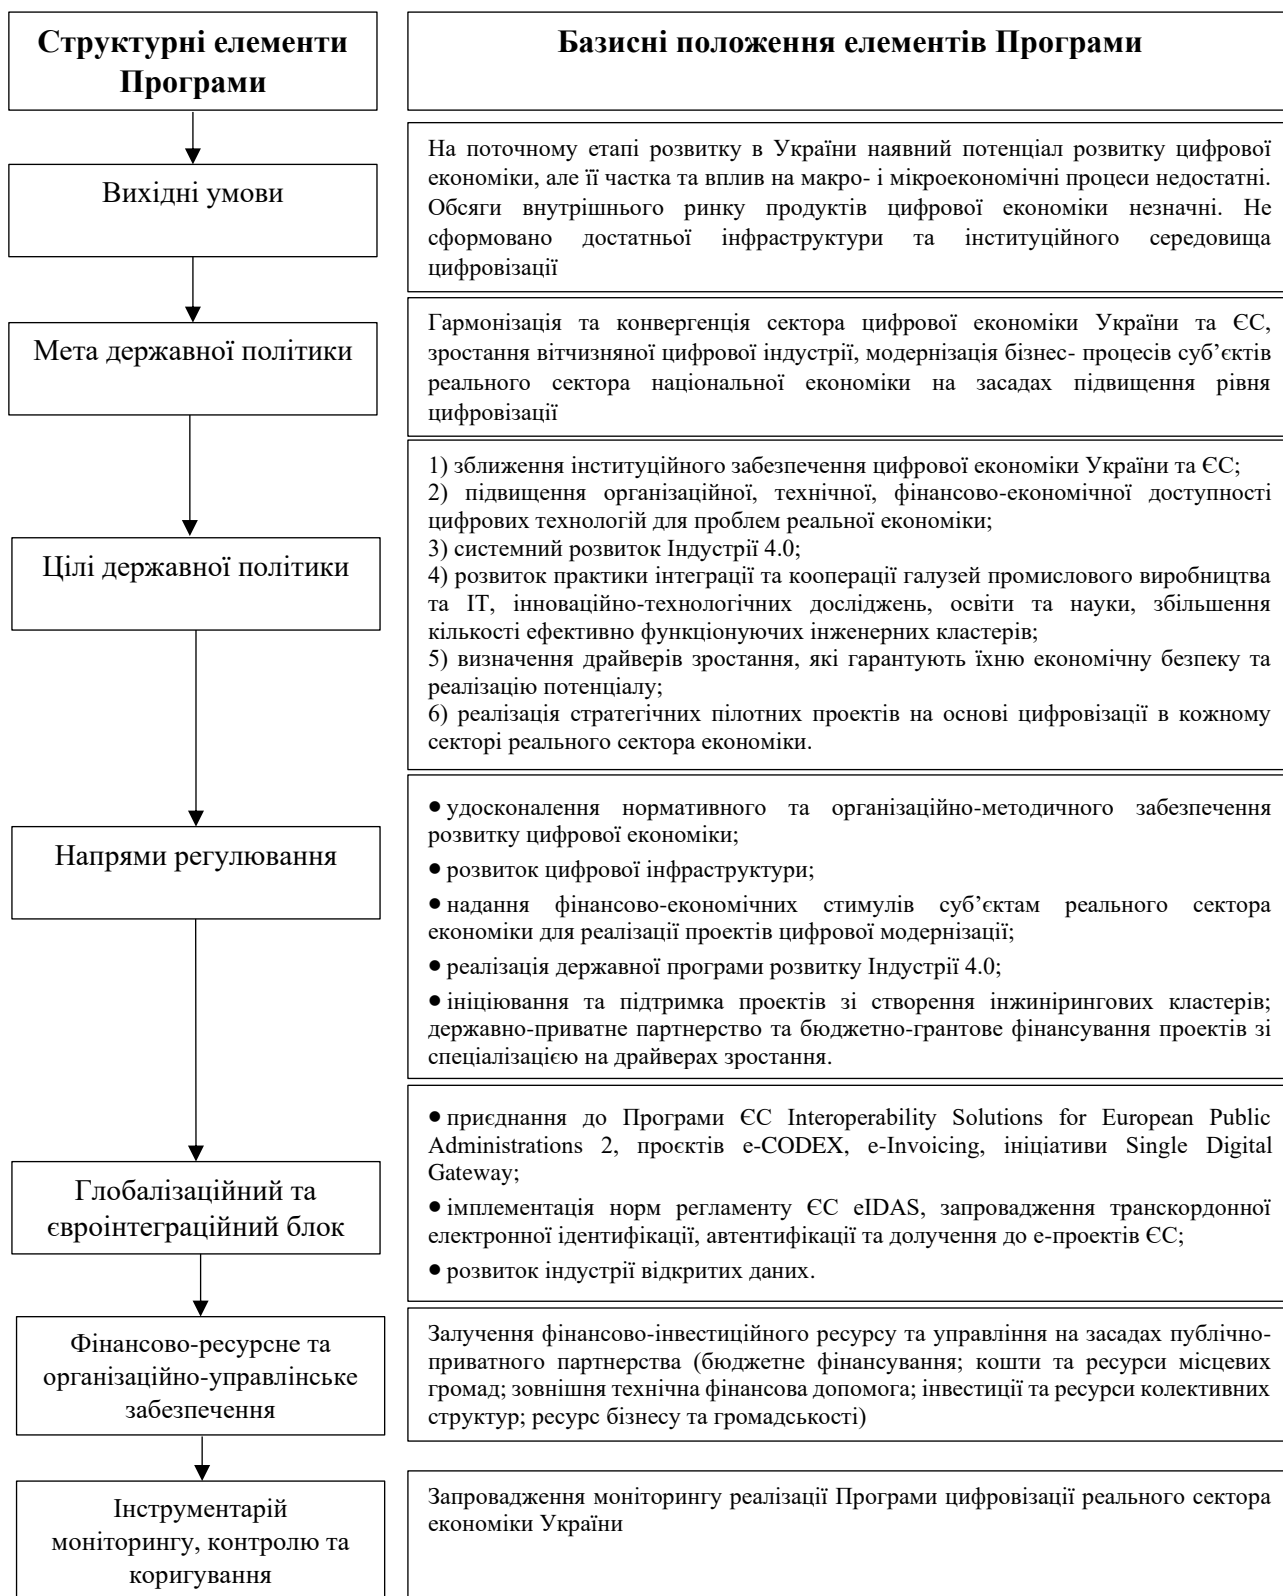 Структурні елементи
Програми
Базисні положення елементів Програми
Вихідні умови
На поточному етапі розвитку в України наявний потенціал розвитку цифрової
економіки, але її частка та вплив на макро- і мікроекономічні процеси недостатні.
Обсяги внутрішнього ринку продуктів цифрової економіки незначні. Не
сформовано достатньої інфраструктури та інституційного середовища
цифровізації
Мета державної політики
Гармонізація та конвергенція сектора цифрової економіки України та ЄС,
зростання вітчизняної цифрової індустрії, модернізація бізнес- процесів суб’єктів
реального сектора національної економіки на засадах підвищення рівня
цифровізації
Цілі державної політики
1) зближення інституційного забезпечення цифрової економіки України та ЄС;
2) підвищення організаційної, технічної, фінансово-економічної доступності
цифрових технологій для проблем реальної економіки;
3) системний розвиток Індустрії 4.0;
4) розвиток практики інтеграції та кооперації галузей промислового виробництва
та ІТ, інноваційно-технологічних досліджень, освіти та науки, збільшення
кількості ефективно функціонуючих інженерних кластерів;
5) визначення драйверів зростання, які гарантують їхню економічну безпеку та
реалізацію потенціалу;
6) реалізація стратегічних пілотних проектів на основі цифровізації в кожному
секторі реального сектора економіки.
Напрями регулювання
● удосконалення нормативного та організаційно-методичного забезпечення
розвитку цифрової економіки;
● розвиток цифрової інфраструктури;
● надання фінансово-економічних стимулів суб’єктам реального сектора
економіки для реалізації проектів цифрової модернізації;
● реалізація державної програми розвитку Індустрії 4.0;
● ініціювання та підтримка проектів зі створення інжинірингових кластерів;
державно-приватне партнерство та бюджетно-грантове фінансування проектів зі
спеціалізацією на драйверах зростання.
Глобалізаційний та
євроінтеграційний блок
● приєднання до Програми ЄС Interoperability Solutions for European Public
Administrations 2, проєктів e-CODEX, e-Invoicing, ініціативи Single Digital
Gateway;
● імплементація норм регламенту ЄС eIDAS, запровадження транскордонної
електронної ідентифікації, автентифікації та долучення до е-проектів ЄС;
● розвиток індустрії відкритих даних.
Фінансово-ресурсне та
організаційно-управлінське
забезпечення
Залучення фінансово-інвестиційного ресурсу та управління на засадах публічно-
приватного партнерства (бюджетне фінансування; кошти та ресурси місцевих
громад; зовнішня технічна фінансова допомога; інвестиції та ресурси колективних
структур; ресурс бізнесу та громадськості)
Інструментарій
моніторингу, контролю та
коригування
Запровадження моніторингу реалізації Програми цифровізації реального сектора
економіки України